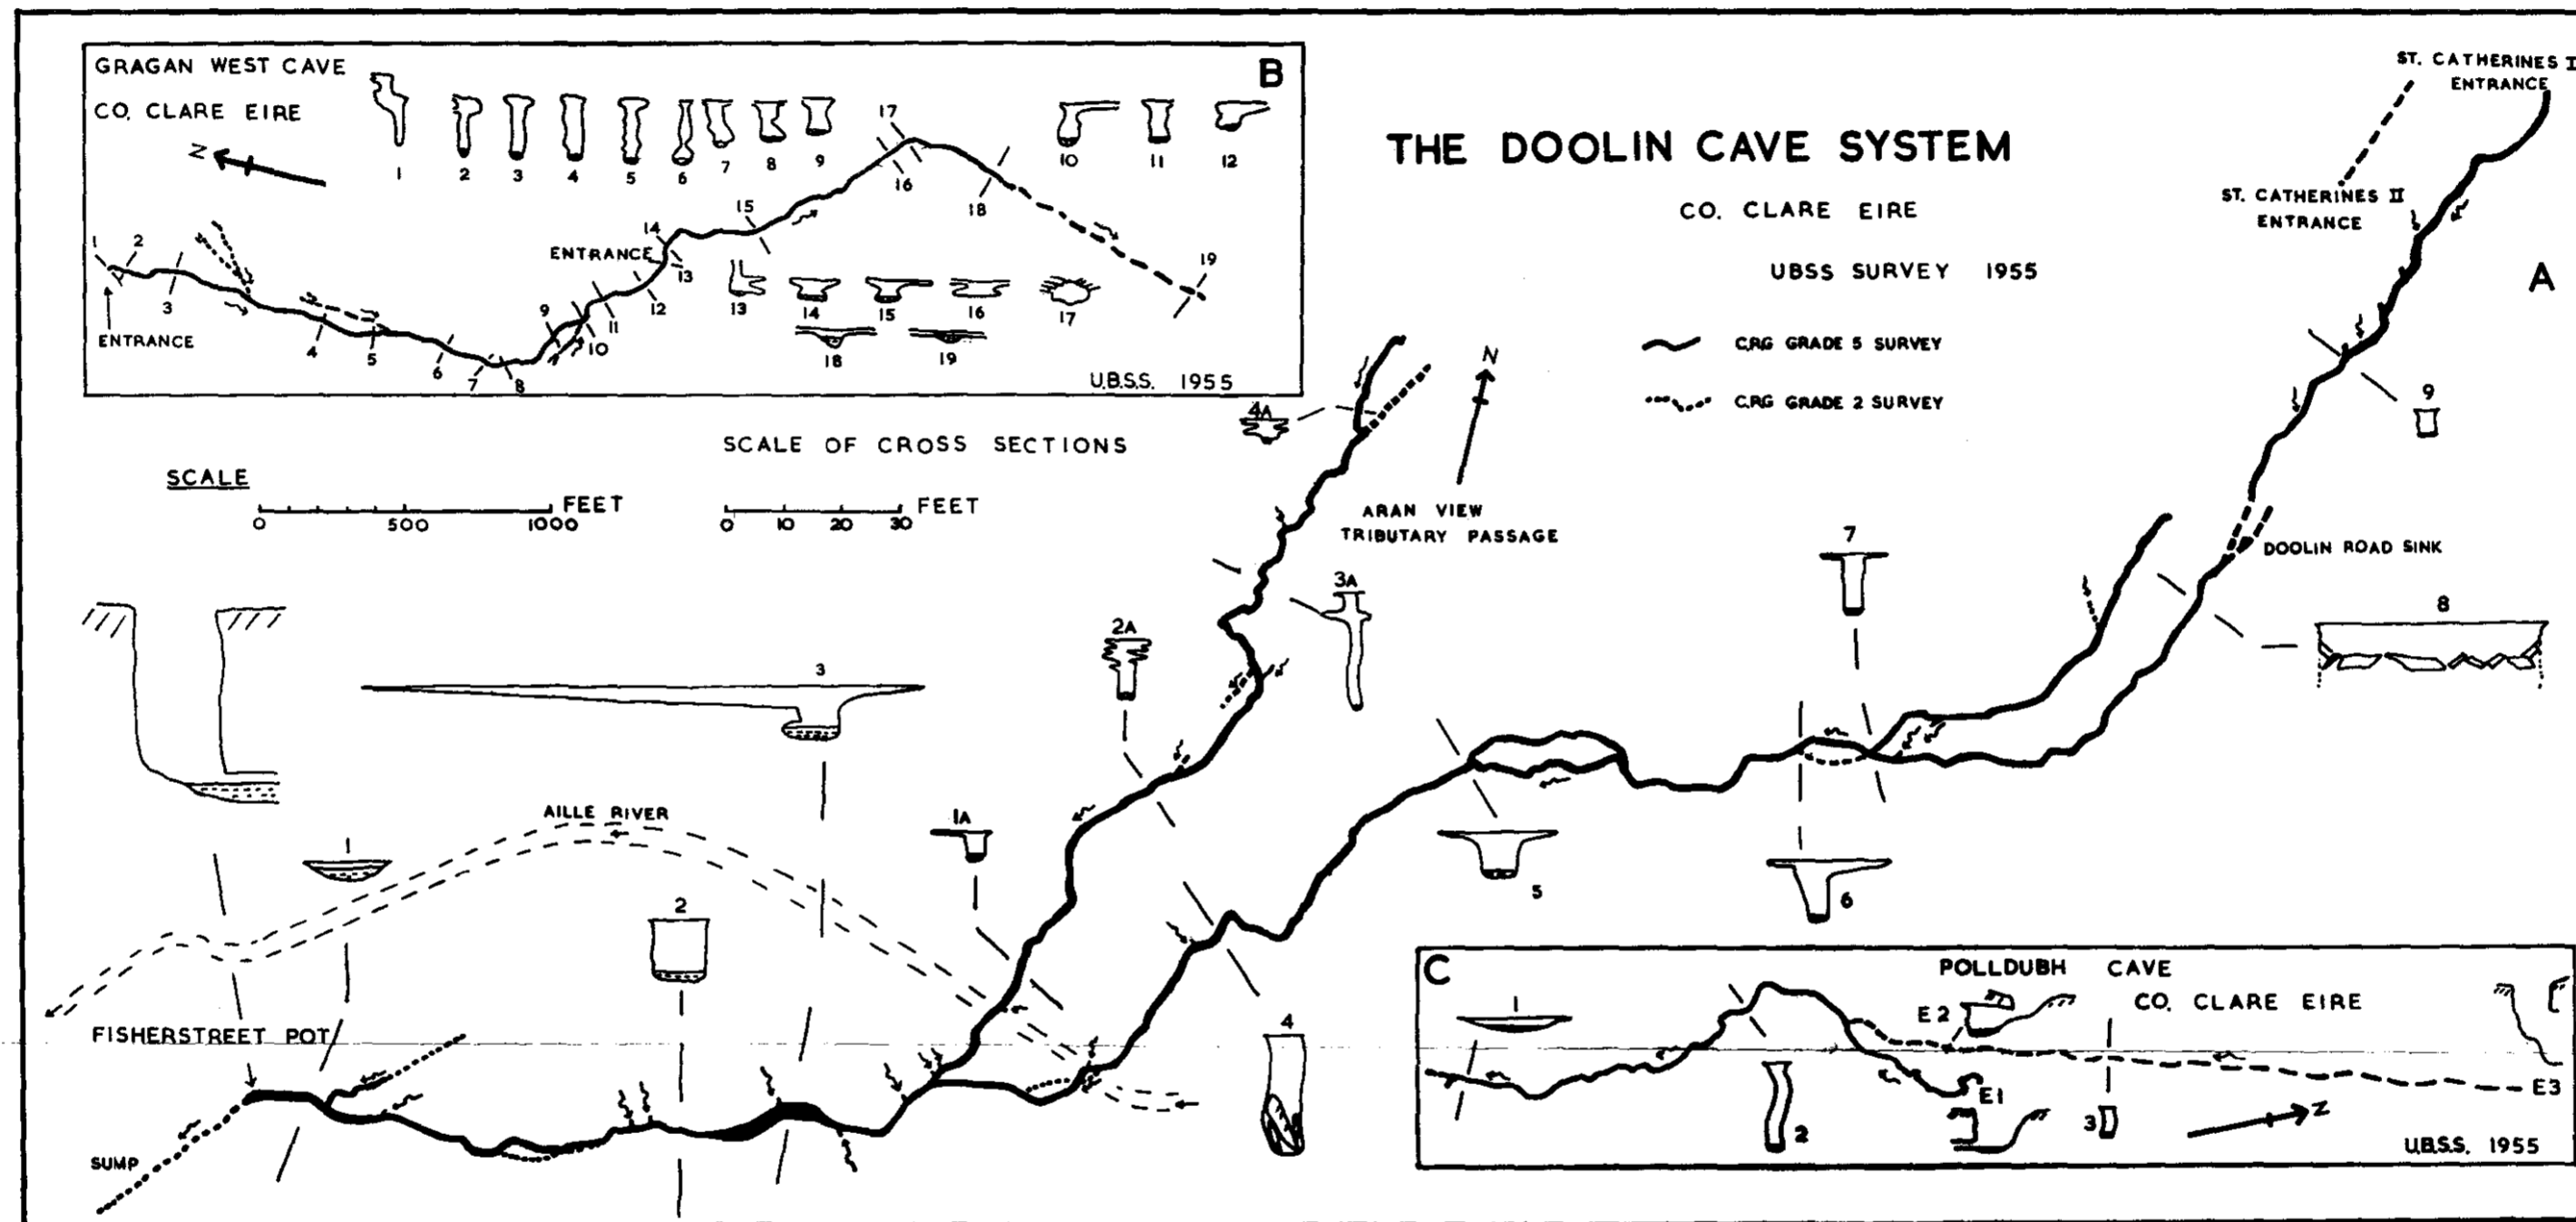 GRAGAN WEST CAVE
CO. CLARE EIRE
B
N
1 2 3 4 5 6 7 8 9 10 11 12
17
16
18
15
14
ENTRANCE
13
12
11
10
9
1 2
3
ENTRANCE
4
5
6
7
8
19
13 14 15 16 17
18 19
U.B.S.S. 1955
THE DOOLIN CAVE SYSTEM
CO. CLARE EIRE
UBSS SURVEY 1955
C.R.G GRADE 5 SURVEY
C.R.G GRADE 2 SURVEY
ST. CATHERINES I
ENTRANCE
ST. CATHERINES II
ENTRANCE
A
9
N
4A
SCALE OF CROSS SECTIONS
SCALE
0 500 1000 FEET
0 10 20 30 FEET
ARAN VIEW
TRIBUTARY PASSAGE
DOOLIN ROAD SINK
7
8
3A
2A
3
1A
AILLE RIVER
5
6
2
4
FISHERSTREET POT
SUMP
C
POLLDUBH CAVE
CO. CLARE EIRE
1
E2
E1
E3
2
3
N
U.B.S.S. 1955